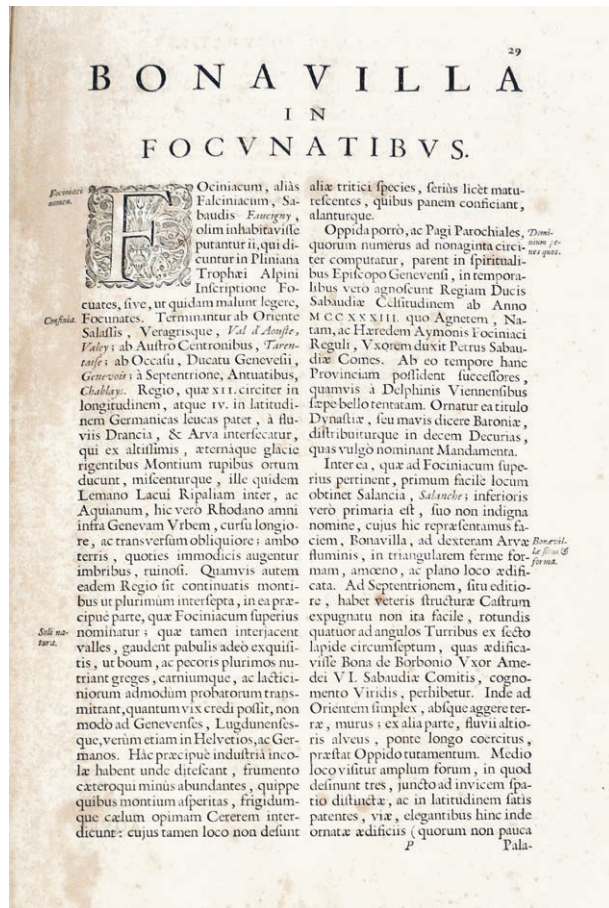 29
BONAVILLA
IN
FOCVNATIBVS.
Fociniaci
nomen.
FOciniacum, aliàs
Falciniacum, Sa-
baudis Faucigny,
olim inhabitavisse
putantur ii, qui di-
cuntur in Pliniana
Trophæi Alpini
Inscriptione Fo-
cuates, sive, ut quidam malunt legere,
Confinia.
Focunates. Terminantur ab Oriente
Salassis, Veragrisque, Val d'Aouste,
Valey; ab Austro Centronibus, Taren-
taise; ab Occasu, Ducatu Genevesii,
Genevois; à Septentrione, Antuatibus,
Chablays. Regio, quæ XII. circiter in
longitudinem, atque IV. in latitudi-
nem Germanicas leucas patet, à flu-
viis Drancia, & Arva intersecatur,
qui ex altissimis, æternáque glacie
rigentibus Montium rupibus ortum
ducunt, miscenturque, ille quidem
Lemano Lacui Ripaliam inter, ac
Aquianum, hic verò Rhodano amni
infra Genevam Vrbem, cursu longio-
re, ac transversum obliquiore; ambo
terris, quoties immodicis augentur
imbribus, ruinosi. Quamvis autem
eadem Regio sit continuatis monti-
bus ut plurimùm intersepta, in ea præ-
cipuè parte, quæ Fociniacum superius
Soli na-
tura.
nominatur; quæ tamen interjacent
valles, gaudent pabulis adeò exquisi-
tis, ut boum, ac pecoris plurimos nu-
triant greges, carniumque, ac lactici-
niorum admodùm probatorum trans-
mittant, quantum vix credi possit, non
modò ad Genevenses, Lugdunenses-
que, verùm etiam in Helvetios, ac Ger-
manos. Hâc præcipuè industriâ inco-
læ habent unde ditescant, frumento
cæteroqui minùs abundantes, quippe
quibus montium asperitas, frigidum-
que cælum opimam Cererem inter-
dicunt: cujus tamen loco non desunt
aliæ tritici species, seriùs licèt matu-
rescentes, quibus panem conficiant,
alanturque.
Oppida porrò, ac Pagi Parochiales,
Domi-
nium pe-
nes quos.
quorum numerus ad nonaginta circi-
ter computatur, parent in spirituali-
bus Episcopo Genevensi, in tempora-
libus verò agnoscunt Regiam Ducis
Sabaudiæ Celsitudinem ab Anno
MCCXXXIII. quo Agnetem, Na-
tam, ac Hæredem Aymonis Fociniaci
Reguli, Vxorem duxit Petrus Sabau-
diæ Comes. Ab eo tempore hanc
Provinciam possident successores,
quamvis à Delphinis Viennensibus
sæpe bello tentatam. Ornatur ea titulo
Dynastiæ, seu mavis dicere Baroniæ,
distribuiturque in decem Decurias,
quas vulgò nominant Mandamenta.
Inter ea, quæ ad Fociniacum supe-
rius pertinent, primum facilè locum
obtinet Salancia, Salanche; inferioris
verò primaria est, suo non indigna
nomine, cujus hic repræsentamus fa-
ciem, Bonavilla, ad dexteram Arvæ
Bonævil-
læ situs &
forma.
fluminis, in triangularem ferme for-
mam, amœno, ac plano loco ædifi-
cata. Ad Septentrionem, situ editio-
re, habet veteris structuræ Castrum
expugnatu non ita facile, rotundis
quatuor ad angulos Turribus ex secto
lapide circumseptum, quas ædifica-
visse Bona de Borbonio Vxor Ame-
dei VI. Sabaudiæ Comitis, cogno-
mento Viridis, perhibetur. Inde ad
Orientem simplex, absque aggere ter-
ræ, murus; ex alia parte, fluvii altio-
ris alveus, ponte longo coercitus,
præstat Oppido tutamentum. Medio
loco visitur amplum forum, in quod
desinunt tres, juncto ad invicem spa-
tio distinctæ, ac in latitudinem satis
patentes, viæ, elegantibus hinc inde
ornatæ ædificiis (quorum non pauca
P
Pala-